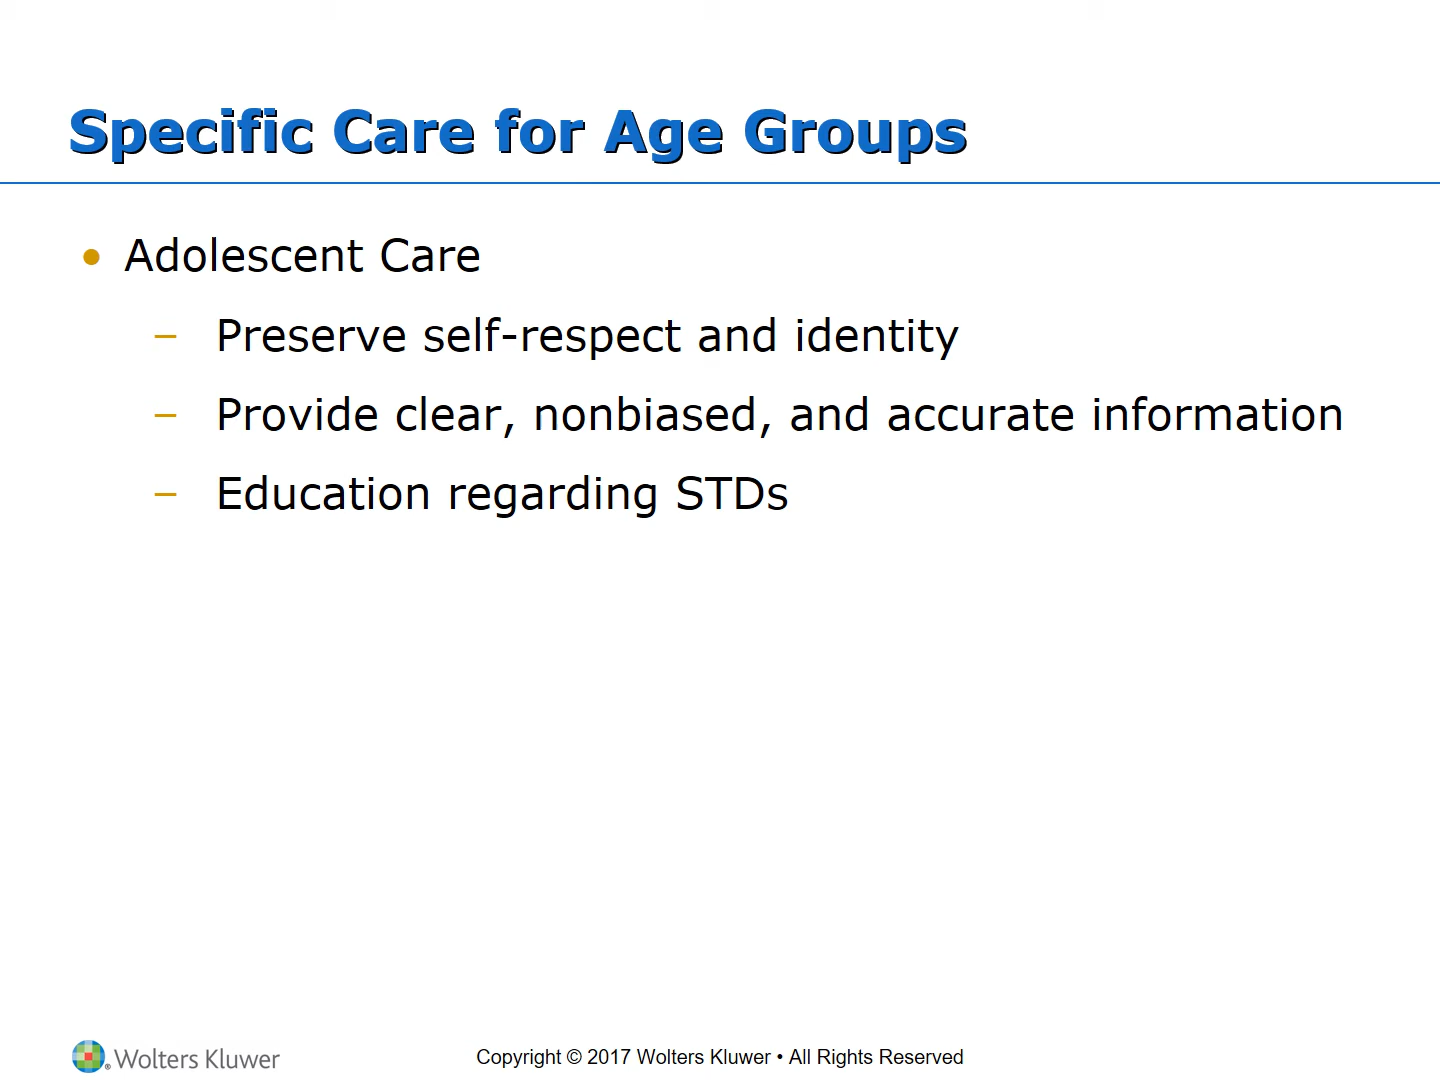 Specific Care for Age Groups
• Adolescent Care
– Preserve self-respect and identity
– Provide clear, nonbiased, and accurate information
– Education regarding STDs
® Wolters Kluwer
Copyright © 2017 Wolters Kluwer • All Rights Reserved